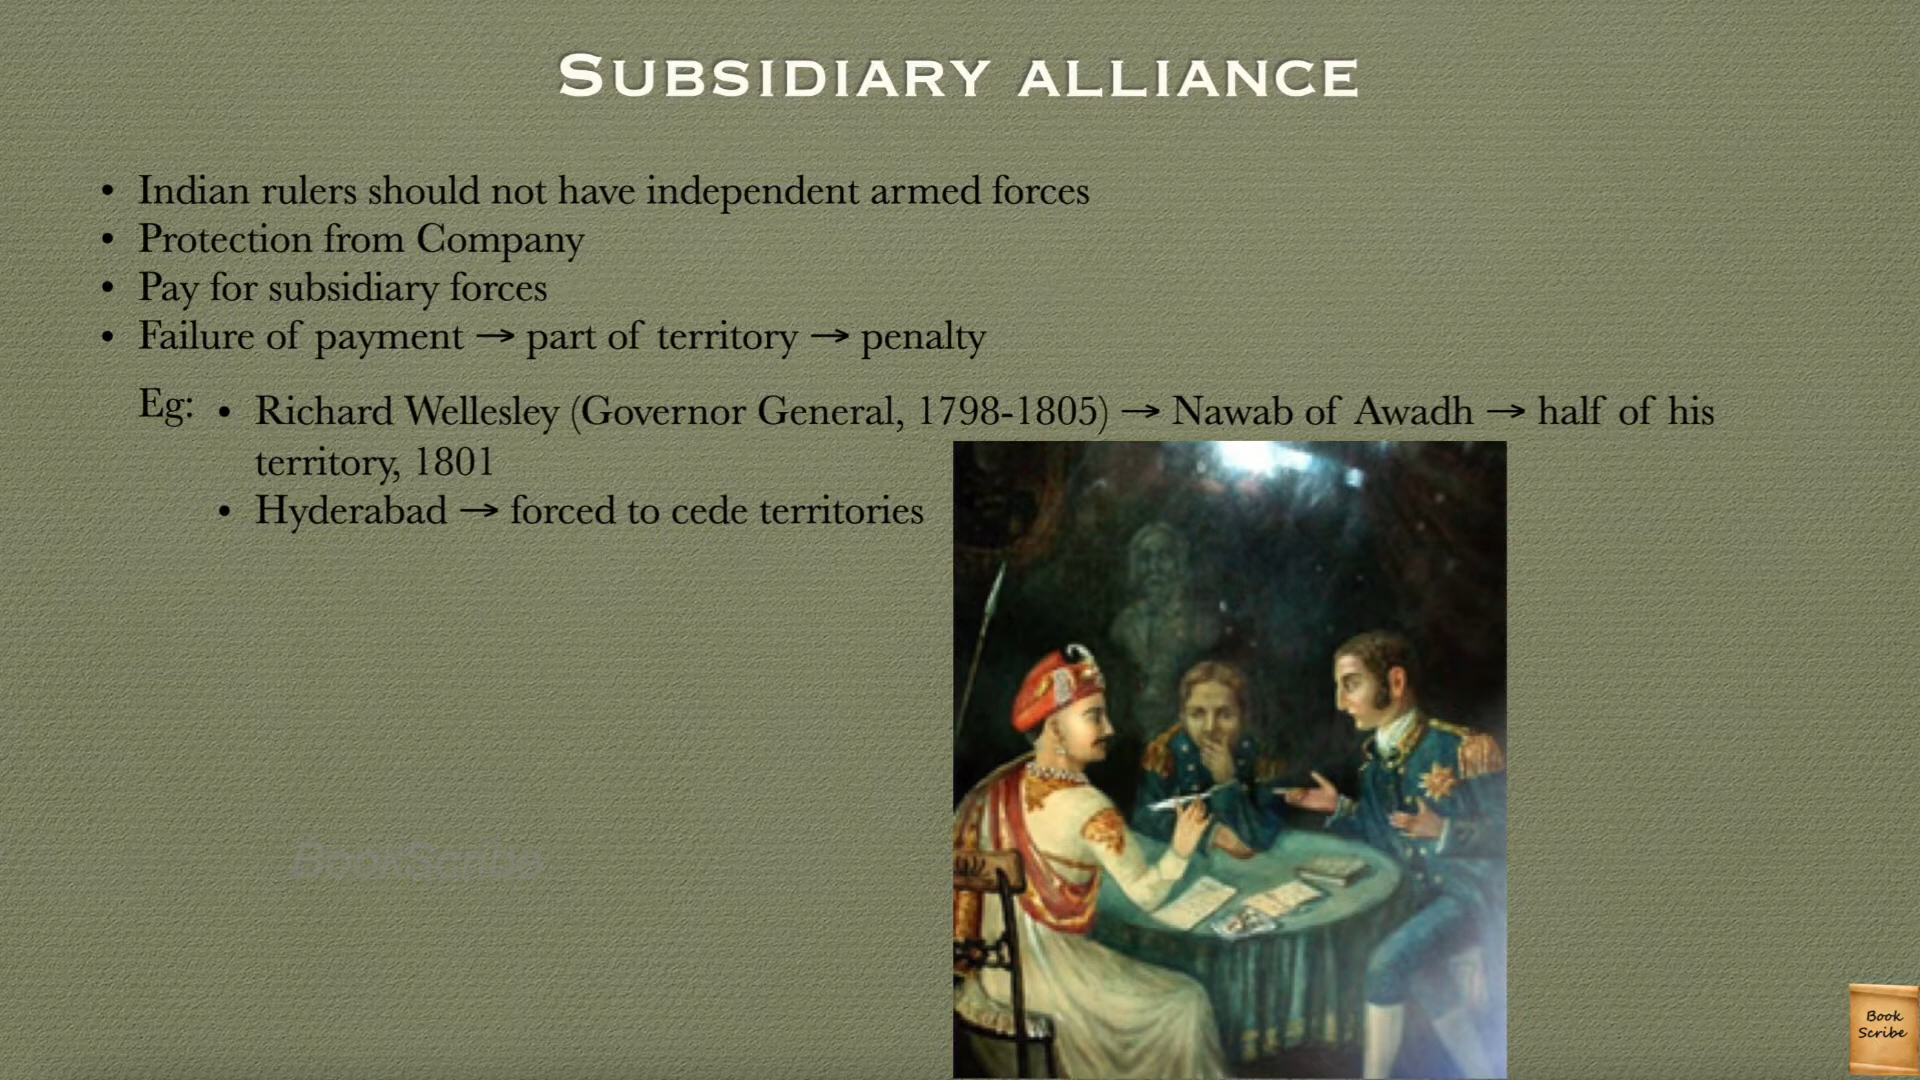 SUBSIDIARY ALLIANCE
• Indian rulers should not have independent armed forces
• Protection from Company
• Pay for subsidiary forces
• Failure of payment → part of territory → penalty
Eg: • Richard Wellesley (Governor General, 1798-1805) → Nawab of Awadh → half of his
territory, 1801
• Hyderabad → forced to cede territories
BookScribe
Book
Scribe